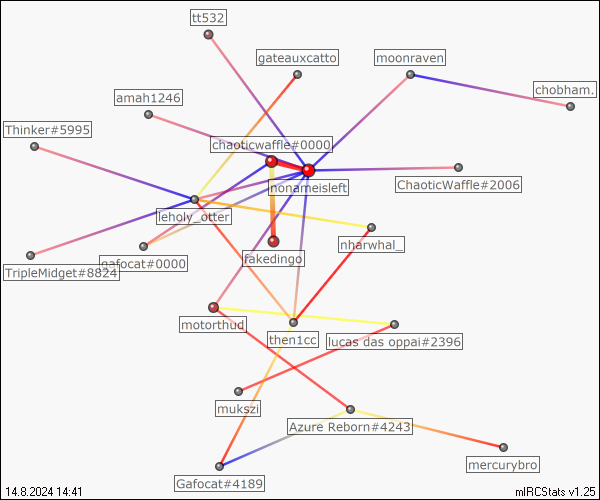 tt532
gateauxcatto
moonraven
chobham.
amah1246
Thinker#5995
chaoticwaffle#0000
nonameisleft
ChaoticWaffle#2006
leholy_otter
nharwhal_
gafocat#0000
fakedingo
TripleMidget#8824
motorthud
then1cc
lucas das oppai#2396
mukszi
Azure Reborn#4243
mercurybro
Gafocat#4189
14.8.2024 14:41
mIRCStats v1.25